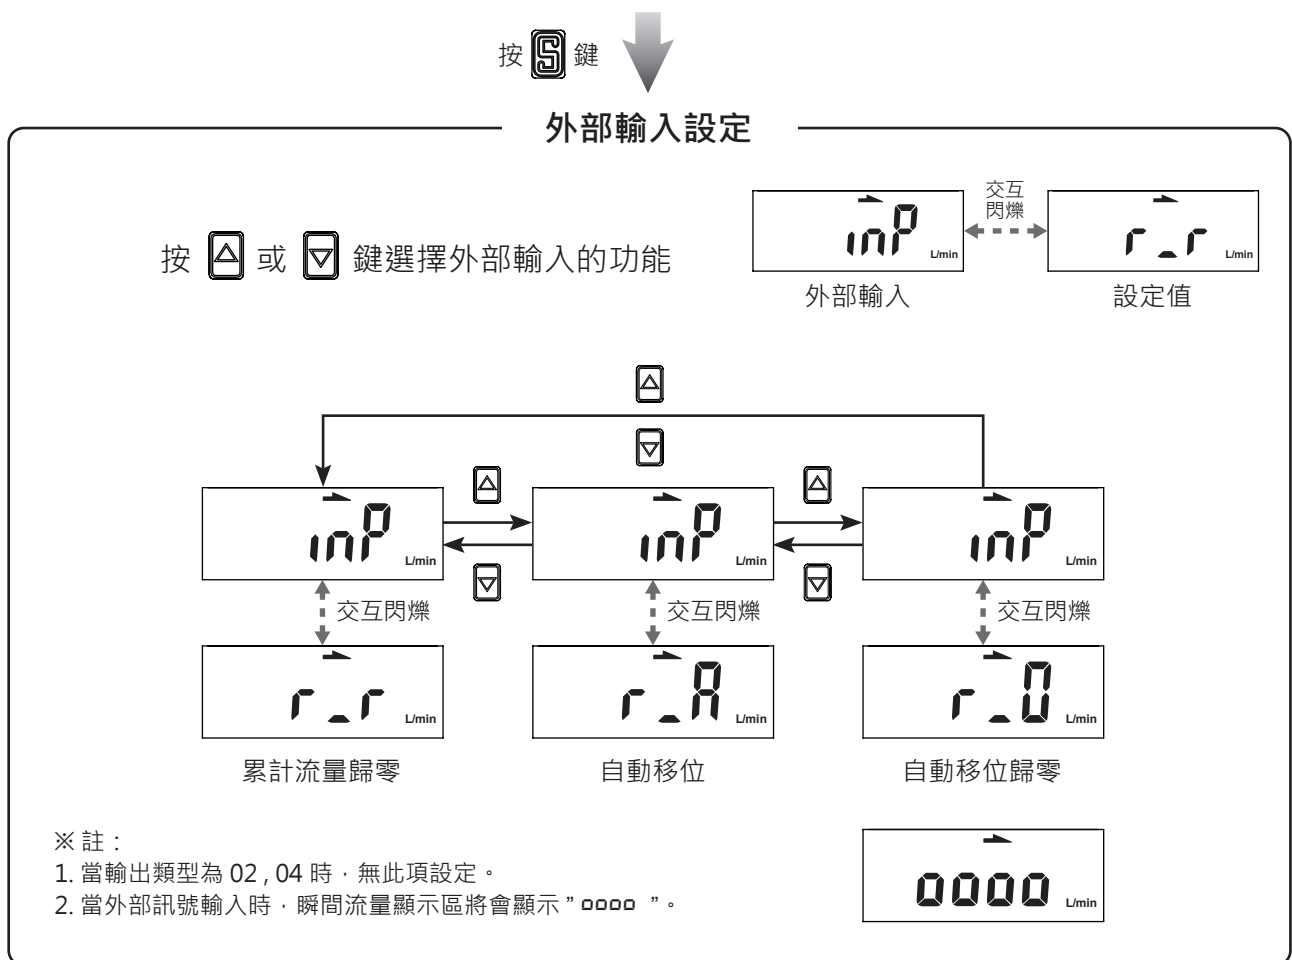 按 S 鍵
外部輸入設定
按 或 鍵選擇外部輸入的功能
交互
閃爍
inP L/min
r_r L/min
外部輸入
設定值
inP L/min
inP L/min
inP L/min
交互閃爍
交互閃爍
交互閃爍
r_r L/min
r_A L/min
r_0 L/min
累計流量歸零
自動移位
自動移位歸零
※註：
1. 當輸出類型為 02 , 04 時，無此項設定。
2. 當外部訊號輸入時，瞬間流量顯示區將會顯示 ” oooo ”。
oooo L/min